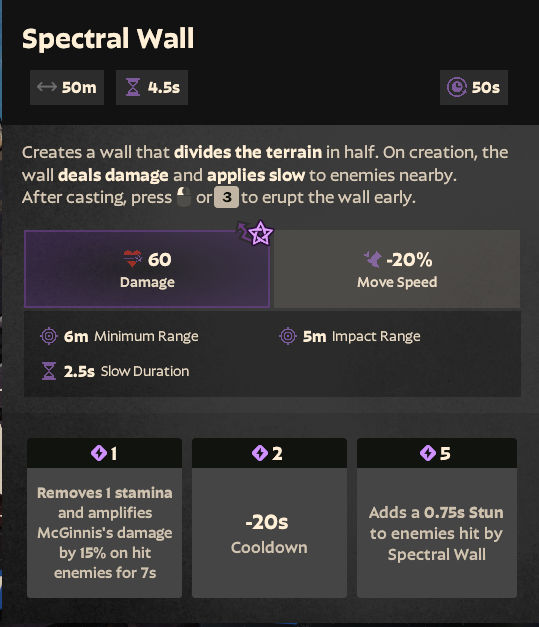 Spectral Wall
50m 4.5s 50s
Creates a wall that divides the terrain in half. On creation, the
wall deals damage and applies slow to enemies nearby.
After casting, press or 3 to erupt the wall early.
60 -20%
Damage Move Speed
6m Minimum Range 5m Impact Range
2.5s Slow Duration
1 2 5
Removes 1 stamina
and amplifies
McGinnis's damage
by 15% on hit
enemies for 7s
-20s
Cooldown
Adds a 0.75s Stun
to enemies hit by
Spectral Wall